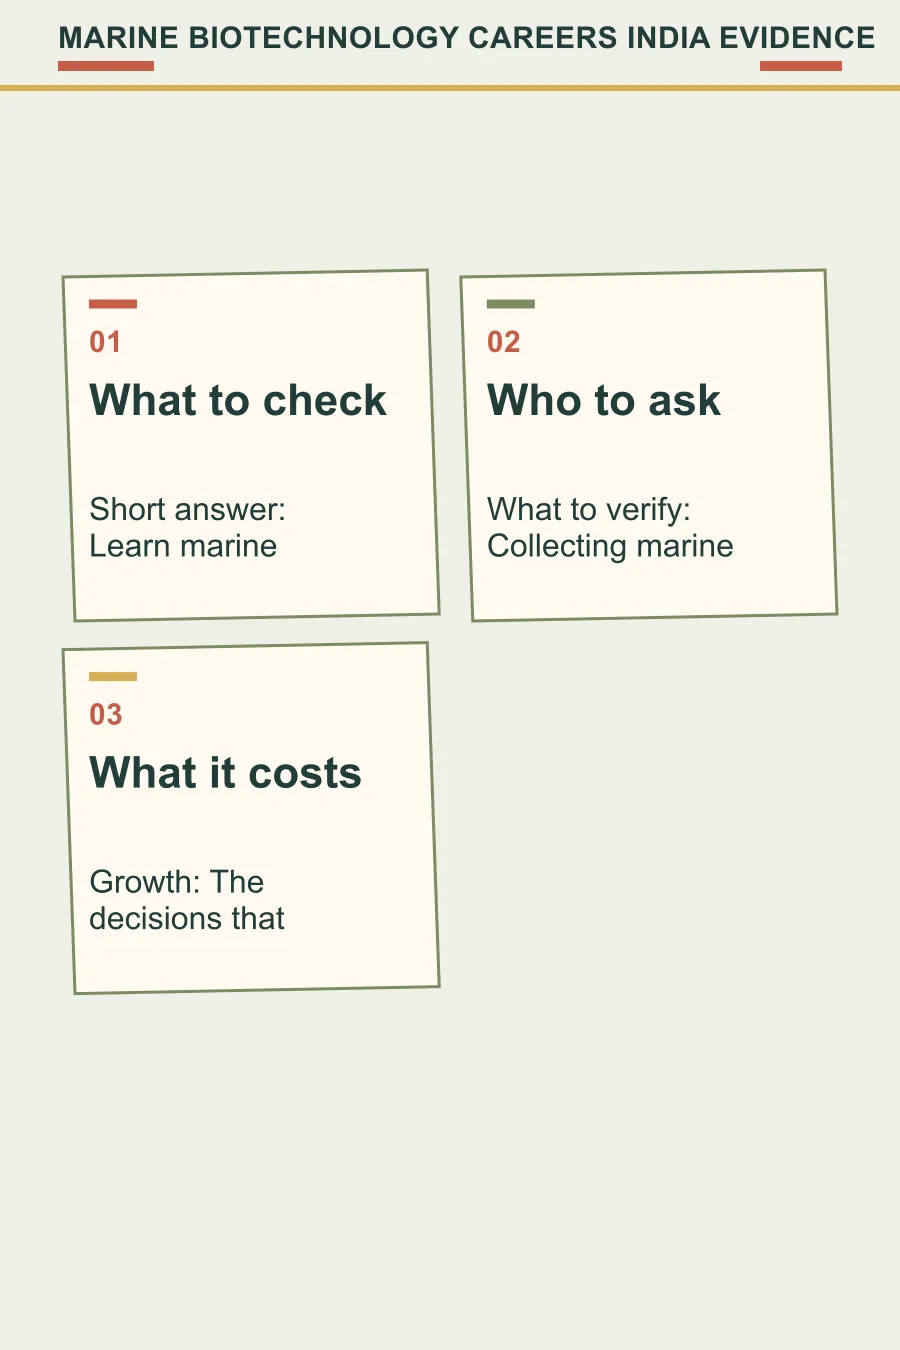 MARINE BIOTECHNOLOGY CAREERS INDIA EVIDENCE
01
What to check
Short answer:
Learn marine
02
Who to ask
What to verify:
Collecting marine
03
What it costs
Growth: The
decisions that